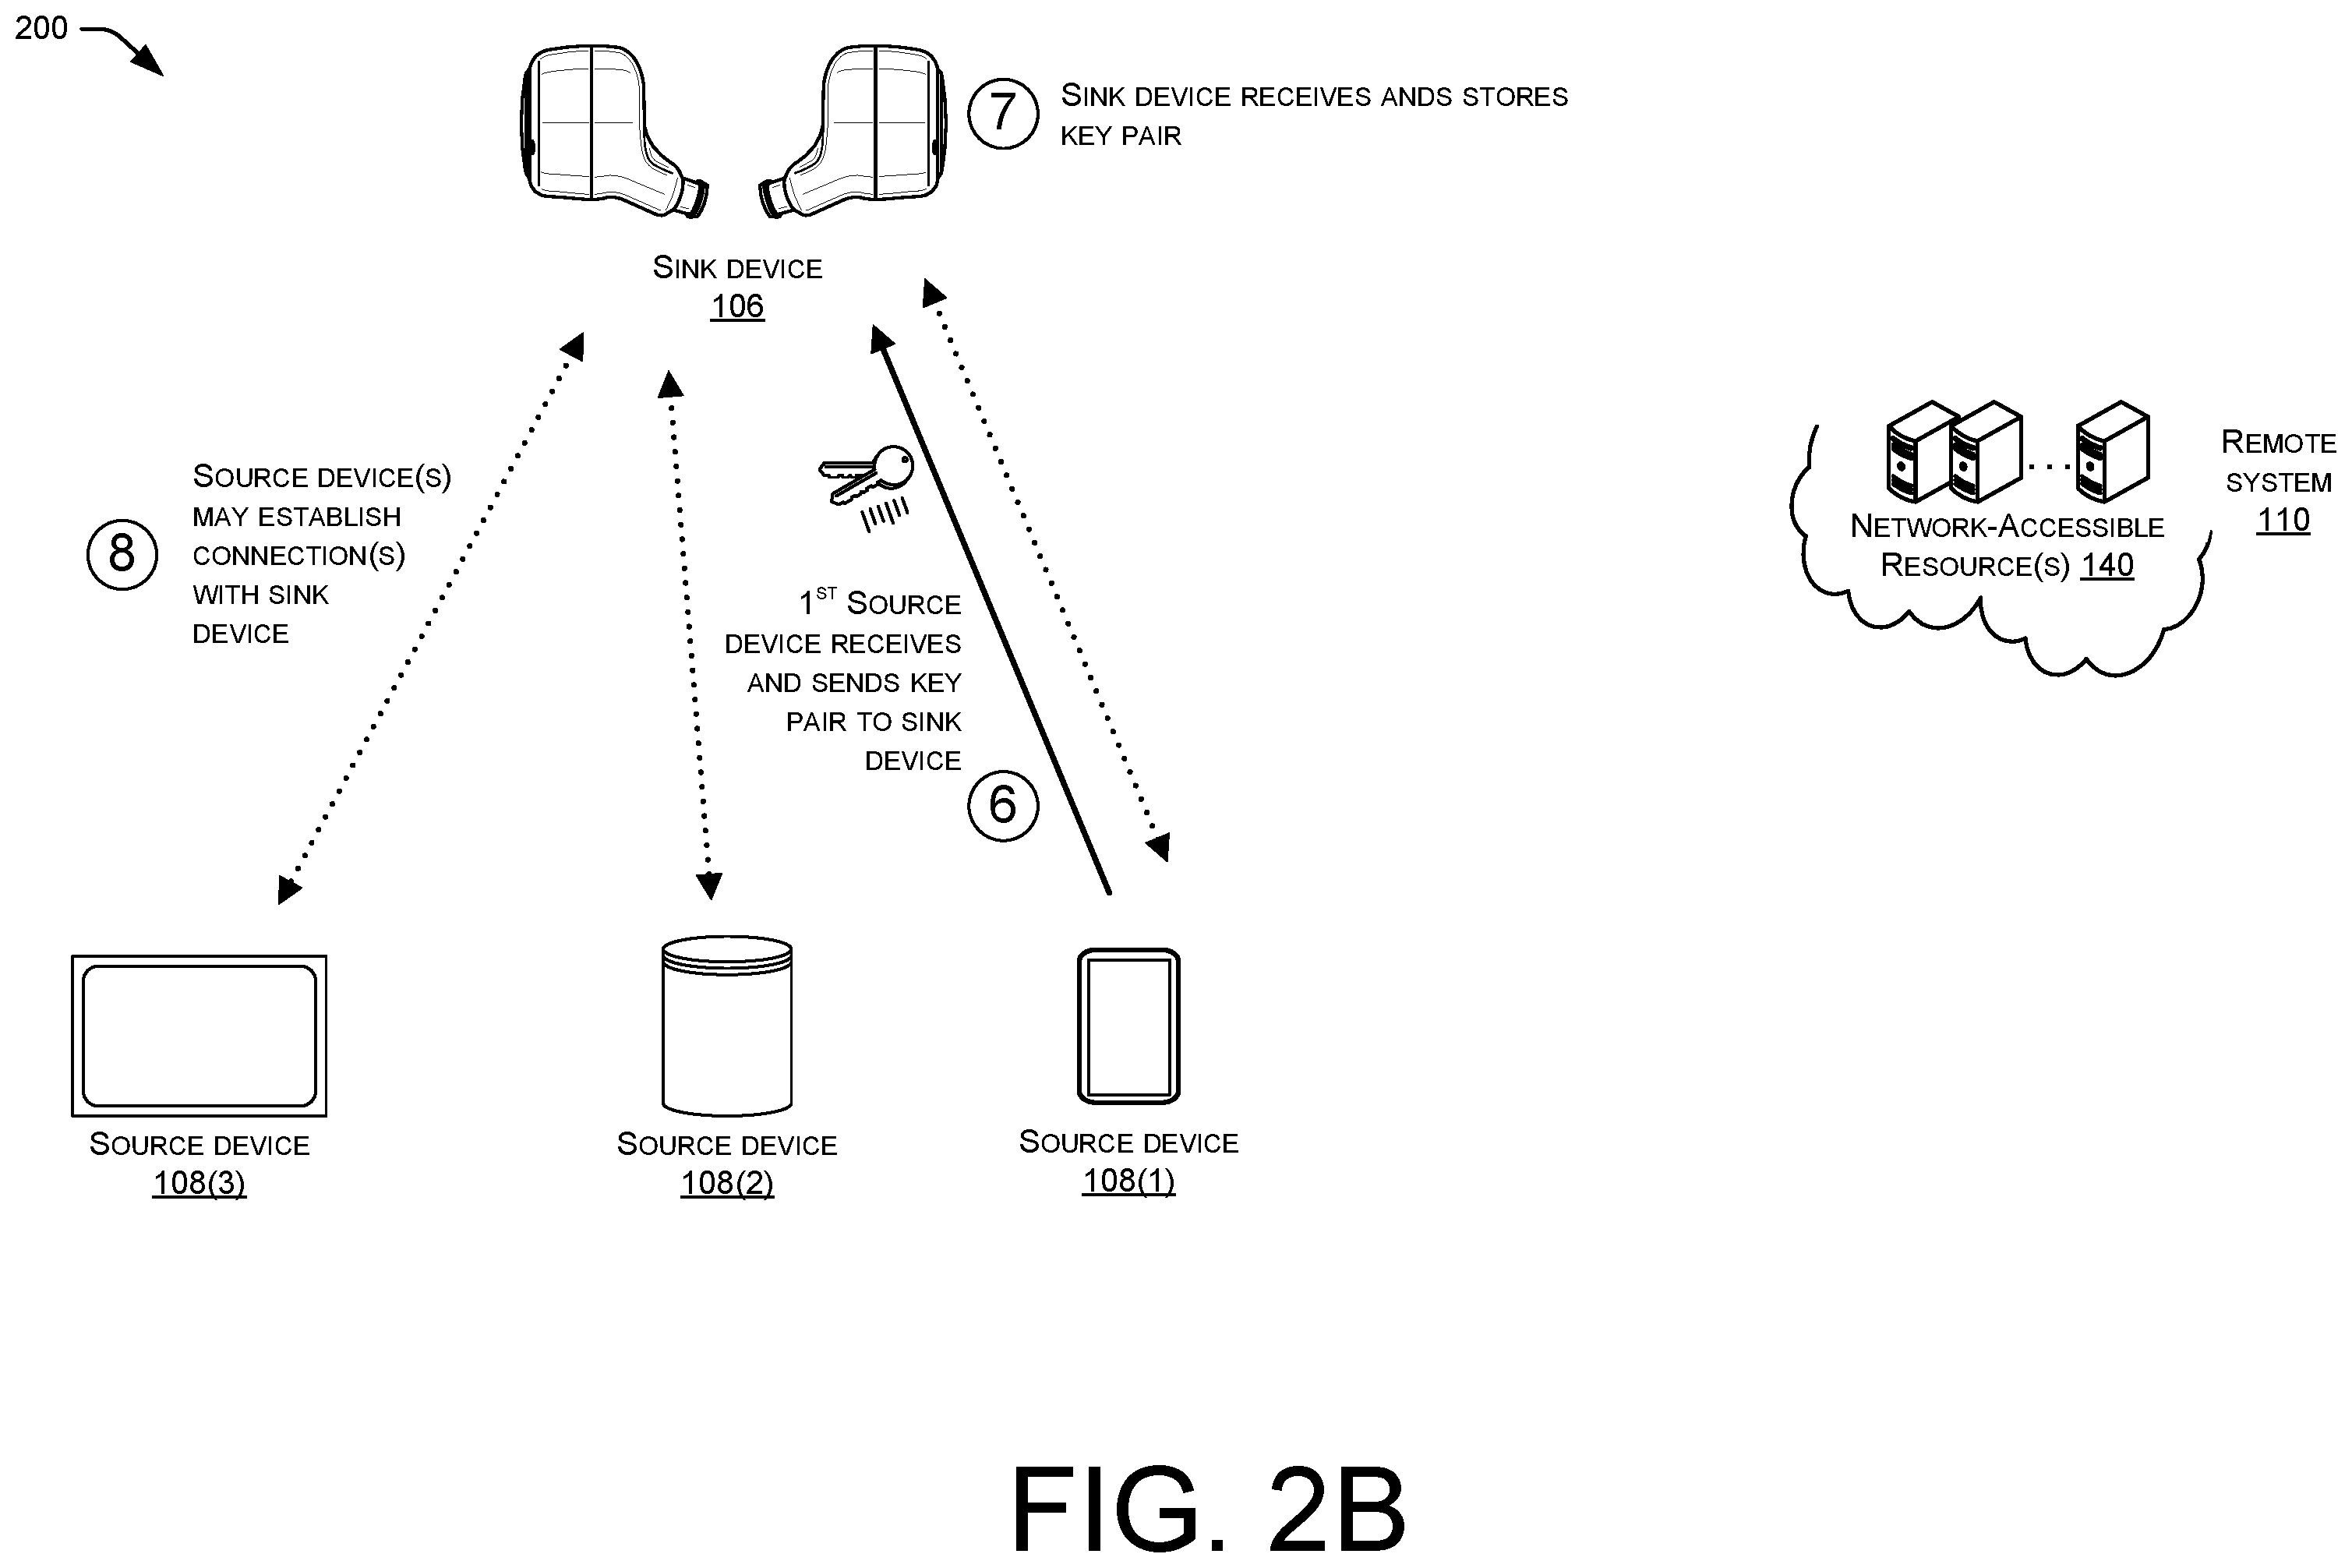 200
7
SINK DEVICE RECEIVES ANDS STORES
KEY PAIR
SINK DEVICE
106
8
SOURCE DEVICE(S)
MAY ESTABLISH
CONNECTION(S)
WITH SINK
DEVICE
1ST SOURCE
DEVICE RECEIVES
AND SENDS KEY
PAIR TO SINK
DEVICE
6
REMOTE
SYSTEM
110
NETWORK-ACCESSIBLE
RESOURCE(S) 140
SOURCE DEVICE
108(3)
SOURCE DEVICE
108(2)
SOURCE DEVICE
108(1)
FIG. 2B